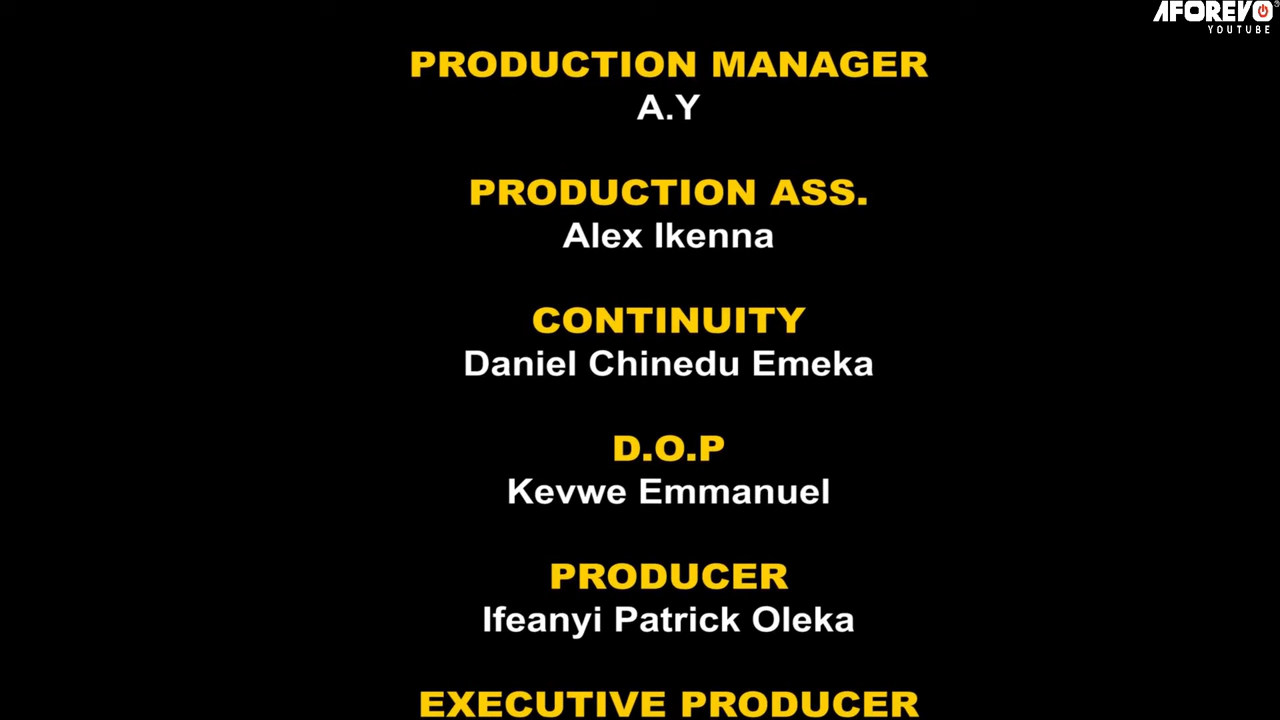 AFOREVO
YOUTUBE
PRODUCTION MANAGER
A.Y
PRODUCTION ASS.
Alex Ikenna
CONTINUITY
Daniel Chinedu Emeka
D.O.P
Kevwe Emmanuel
PRODUCER
Ifeanyi Patrick Oleka
EXECUTIVE PRODUCER